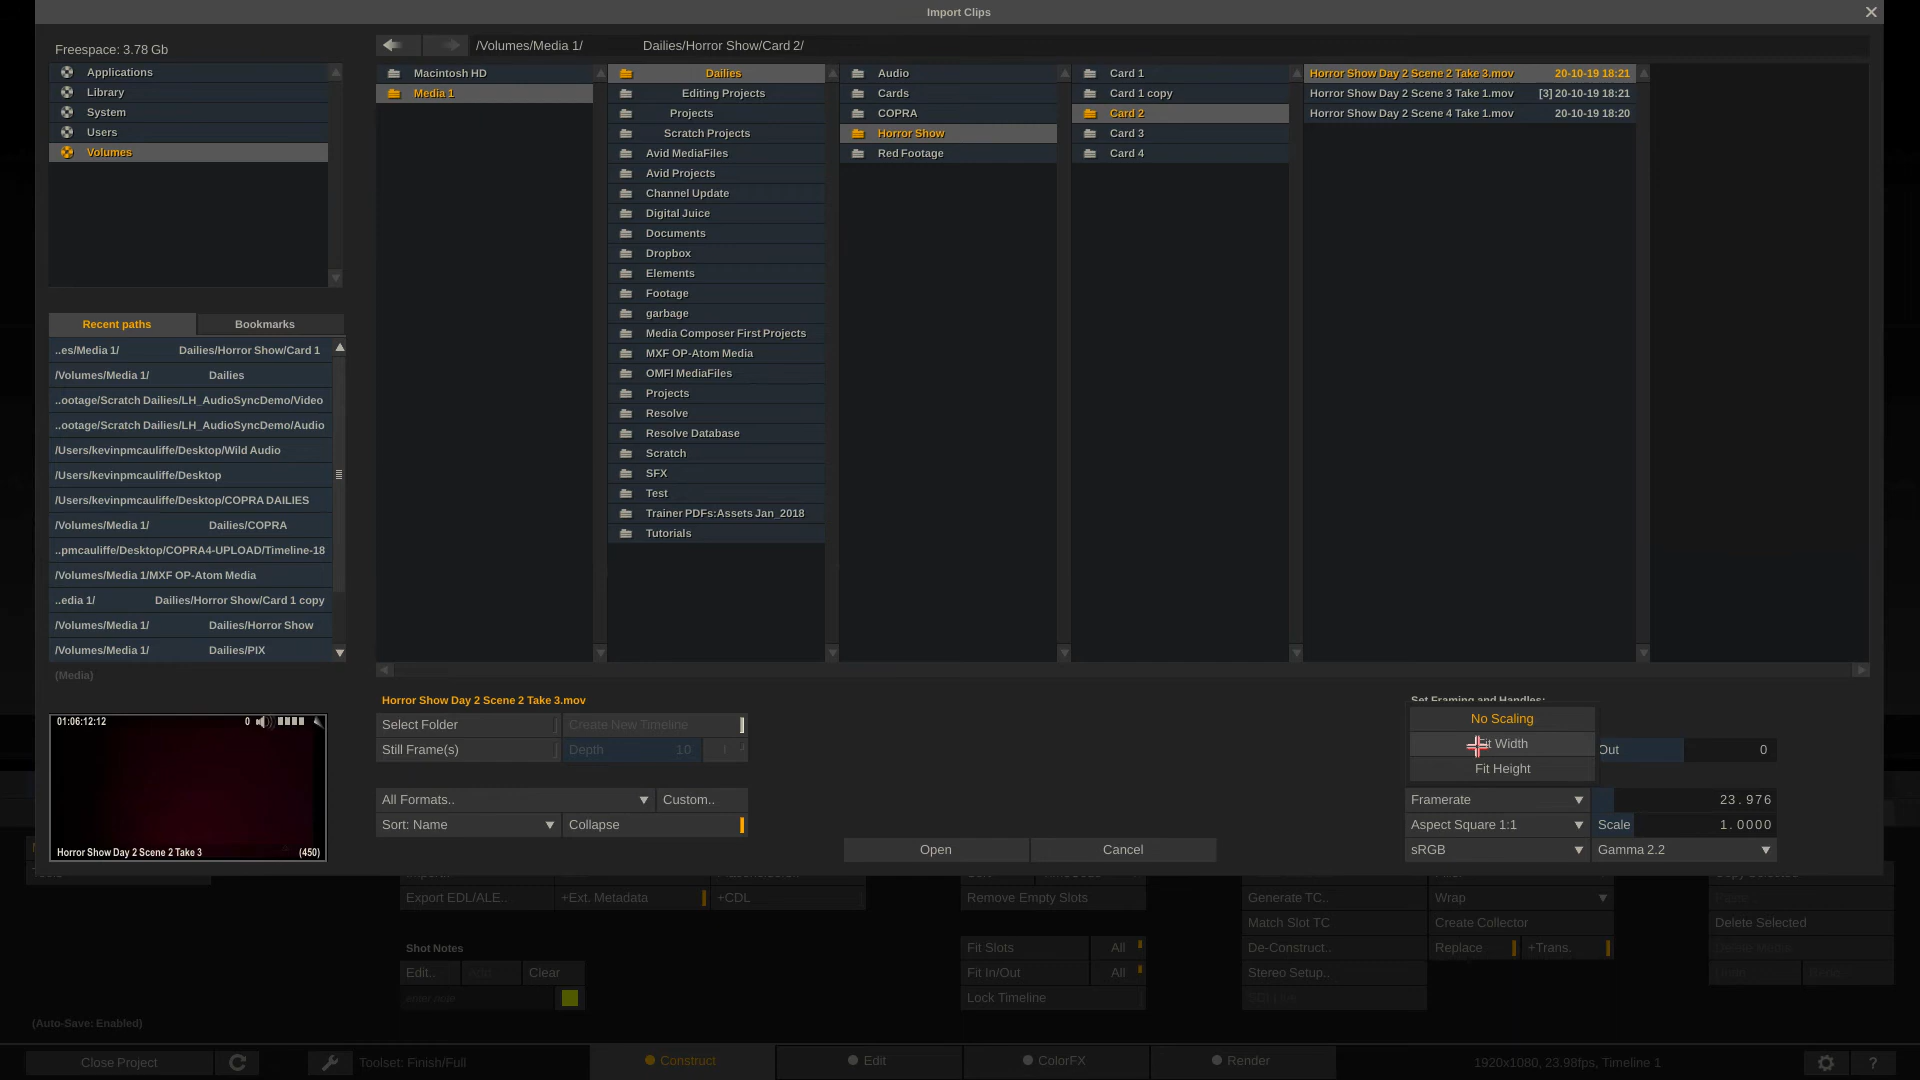 Import Clips
Freespace: 3.78 Gb
Applications
Library
System
Users
Volumes
Recent paths
Bookmarks
..es/Media 1/ Dailies/Horror Show/Card 1
/Volumes/Media 1/ Dailies
..ootage/Scratch Dailies/LH_AudioSyncDemo/Video
..ootage/Scratch Dailies/LH_AudioSyncDemo/Audio
/Users/kevinpmcauliffe/Desktop/Wild Audio
/Users/kevinpmcauliffe/Desktop
/Users/kevinpmcauliffe/Desktop/COPRA DAILIES
/Volumes/Media 1/ Dailies/COPRA
..pmcauliffe/Desktop/COPRA4-UPLOAD/Timeline-18
/Volumes/Media 1/MXF OP-Atom Media
..edia 1/ Dailies/Horror Show/Card 1 copy
/Volumes/Media 1/ Dailies/Horror Show
/Volumes/Media 1/ Dailies/PIX
(Media)
01:06:12:12 0
Horror Show Day 2 Scene 2 Take 3 (450)
/Volumes/Media 1/ Dailies/Horror Show/Card 2/
Macintosh HD
Media 1
Dailies
Editing Projects
Projects
Scratch Projects
Avid MediaFiles
Avid Projects
Channel Update
Digital Juice
Documents
Dropbox
Elements
Footage
garbage
Media Composer First Projects
MXF OP-Atom Media
OMFI MediaFiles
Projects
Resolve
Resolve Database
Scratch
SFX
Test
Trainer PDFs:Assets Jan_2018
Tutorials
Audio
Cards
COPRA
Horror Show
Red Footage
Card 1
Card 1 copy
Card 2
Card 3
Card 4
Horror Show Day 2 Scene 2 Take 3.mov 20-10-19 18:21
Horror Show Day 2 Scene 3 Take 1.mov [3] 20-10-19 18:21
Horror Show Day 2 Scene 4 Take 1.mov 20-10-19 18:20
Horror Show Day 2 Scene 2 Take 3.mov
Select Folder
Create New Timeline
Still Frame(s)
Depth 10
All Formats..
Custom..
Sort: Name
Collapse
Open
Cancel
Set Framing and Handles:
No Scaling
Width
Fit Height
Out 0
Framerate 23.976
Aspect Square 1:1
Scale 1.0000
sRGB
Gamma 2.2
Export EDL/ALE..
+Ext. Metadata
+CDL
Remove Empty Slots
Generate TC..
Wrap
Match Slot TC
Create Collector
Delete Selected
Shot Notes
Fit Slots All
De-Construct..
Replace
+Trans.
Edit..
Add
Clear
Fit In/Out All
Stereo Setup..
Lock Timeline
(Auto-Save: Enabled)
Close Project
Toolset: Finish/Full
Construct
Edit
ColorFX
Render
1920x1080, 23.98fps, Timeline 1
?